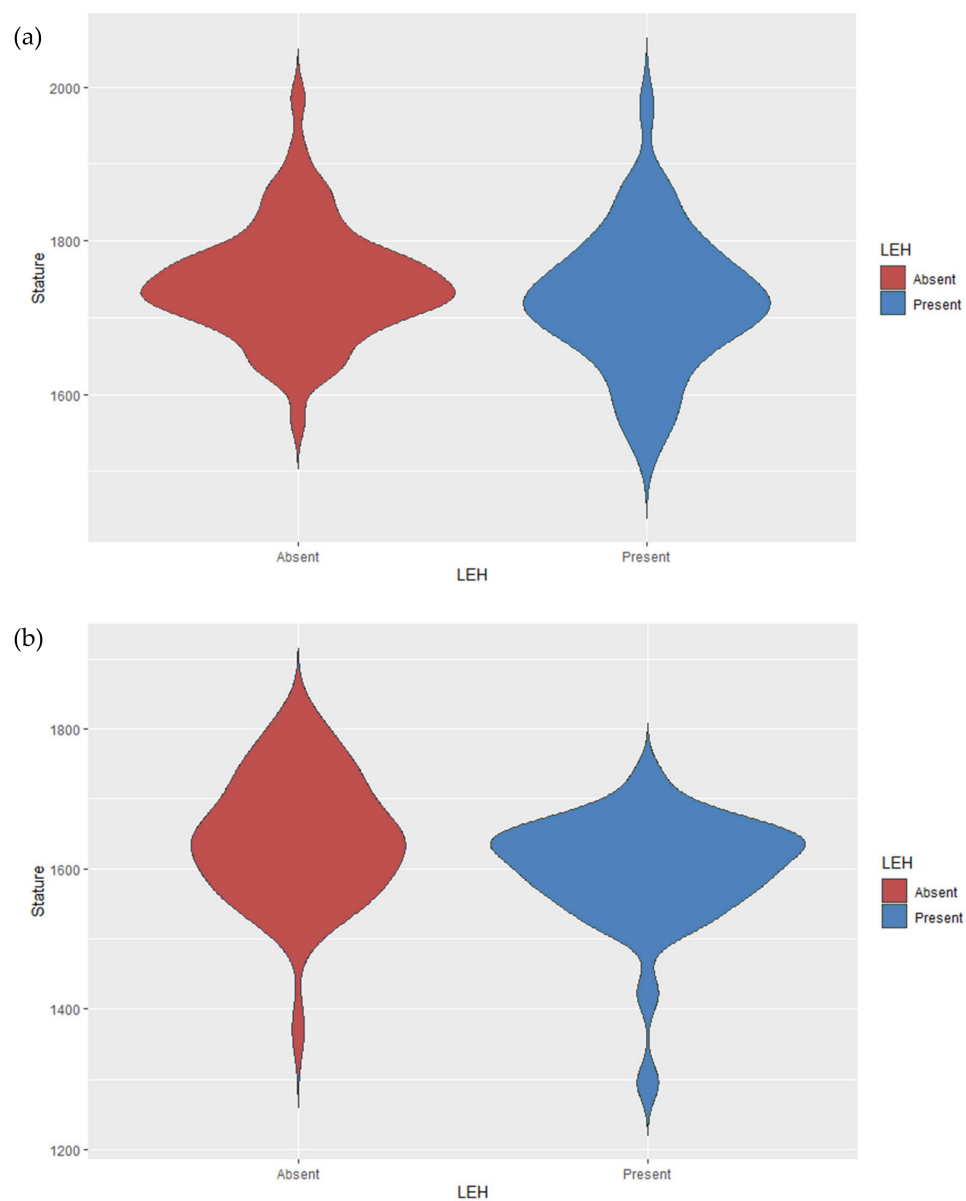 (a)
2000
1800
1600
Stature
Absent
Present
LEH
LEH
Absent
Present
(b)
1800
1600
1400
1200
Stature
Absent
Present
LEH
LEH
Absent
Present